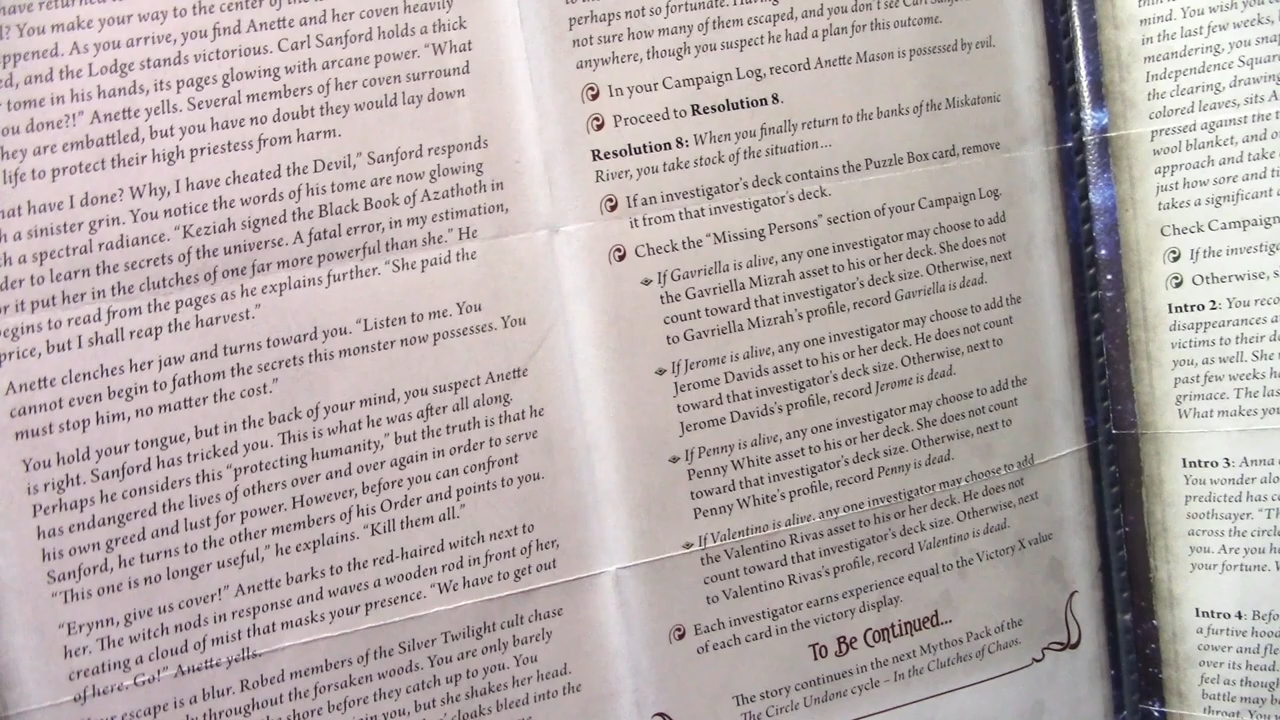 have returned
l? You make your way to the center of the
ppened. As you arrive, you find Anette and her coven heavily
ed, and the Lodge stands victorious. Carl Sanford holds a thick
tome in his hands, its pages glowing with arcane power. “What
ou done?!” Anette yells. Several members of her coven surround
hey are embattled, but you have no doubt they would lay down
life to protect their high priestess from harm.
hat have I done? Why, I have cheated the Devil,” Sanford responds
h a sinister grin. You notice the words of his tome are now glowing
h a spectral radiance. “Keziah signed the Black Book of Azathoth in
der to learn the secrets of the universe. A fatal error, in my estimation,
or it put her in the clutches of one far more powerful than she.” He
egins to read from the pages as he explains further. “She paid the
price, but I shall reap the harvest.”
Anette clenches her jaw and turns toward you. “Listen to me. You
cannot even begin to fathom the secrets this monster now possesses. You
must stop him, no matter the cost.”
You hold your tongue, but in the back of your mind, you suspect Anette
is right. Sanford has tricked you. This is what he was after all along.
Perhaps he considers this “protecting humanity,” but the truth is that he
has endangered the lives of others over and over again in order to serve
his own greed and lust for power. However, before you can confront
Sanford, he turns to the other members of his Order and points to you.
“This one is no longer useful,” he explains. “Kill them all.”
“Erynn, give us cover!” Anette barks to the red-haired witch next to
her. The witch nods in response and waves a wooden rod in front of her,
creating a cloud of mist that masks your presence. “We have to get out
of here. Go!” Anette yells.
our escape is a blur. Robed members of the Silver Twilight cult chase
ly throughout the forsaken woods. You are only barely
shore before they catch up to you. You
in you, but she shakes her head.
cloaks bleed into the
perhaps not so fortunate. Having
not sure how many of them escaped, and you don't see Carl Sanford
anywhere, though you suspect he had a plan for this outcome.
In your Campaign Log, record Anette Mason is possessed by evil.
Proceed to Resolution 8.
Resolution 8: When you finally return to the banks of the Miskatonic
River, you take stock of the situation…
If an investigator's deck contains the Puzzle Box card, remove
it from that investigator's deck.
Check the “Missing Persons” section of your Campaign Log.
If Gavriella is alive, any one investigator may choose to add
the Gavriella Mizrah asset to his or her deck. She does not
count toward that investigator's deck size. Otherwise, next
to Gavriella Mizrah's profile, record Gavriella is dead.
If Jerome is alive, any one investigator may choose to add the
Jerome Davids asset to his or her deck. He does not count
toward that investigator's deck size. Otherwise, next to
Jerome Davids's profile, record Jerome is dead.
If Penny is alive, any one investigator may choose to add the
Penny White asset to his or her deck. She does not count
toward that investigator's deck size. Otherwise, next to
Penny White's profile, record Penny is dead.
If Valentino is alive, any one investigator may choose to add
the Valentino Rivas asset to his or her deck. He does not
count toward that investigator's deck size. Otherwise, next
to Valentino Rivas's profile, record Valentino is dead.
Each investigator earns experience equal to the Victory X value
of each card in the victory display.
To Be Continued...
The story continues in the next Mythos Pack of the
The Circle Undone cycle – In the Clutches of Chaos.
mind. You wish you
in the last few weeks,
meandering, you snap
Independence Square
the clearing, drawing
colored leaves, sits A
pressed against the
wool blanket, and o
approach and take
just how sore and ti
takes a significant
Check Campaign
If the investiga
Otherwise, s
Intro 2: You reco
disappearances a
victims to their d
you, as well. She
past few weeks ha
grimace. The las
What makes you
Intro 3: Anna
You wonder alo
predicted has c
soothsayer. “Th
across the circle
you. Are you h
your fortune. W
Intro 4: Befo
a furtive hood
cower and fle
over its head.
feel as though
battle may b
throat. You